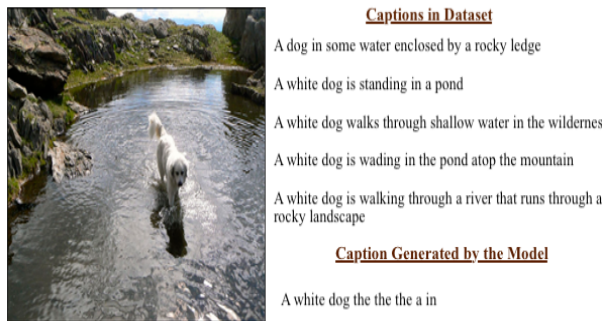 Captions in Dataset
A dog in some water enclosed by a rocky ledge
A white dog is standing in a pond
A white dog walks through shallow water in the wildernes
A white dog is wading in the pond atop the mountain
A white dog is walking through a river that runs through a
rocky landscape
Caption Generated by the Model
A white dog the the the a in